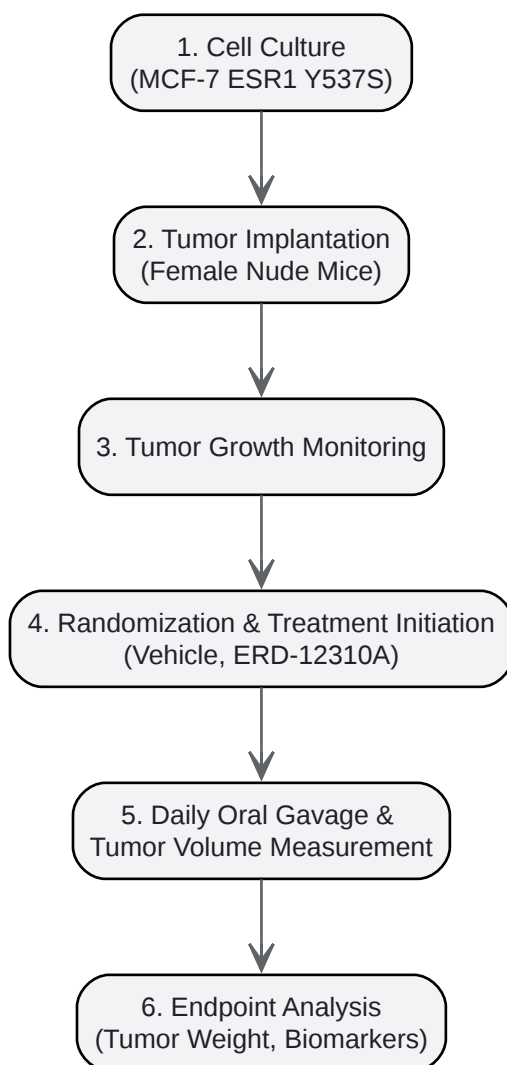 1. Cell Culture
(MCF-7 ESR1 Y537S)
2. Tumor Implantation
(Female Nude Mice)
3. Tumor Growth Monitoring
4. Randomization & Treatment Initiation
(Vehicle, ERD-12310A)
5. Daily Oral Gavage &
Tumor Volume Measurement
6. Endpoint Analysis
(Tumor Weight, Biomarkers)